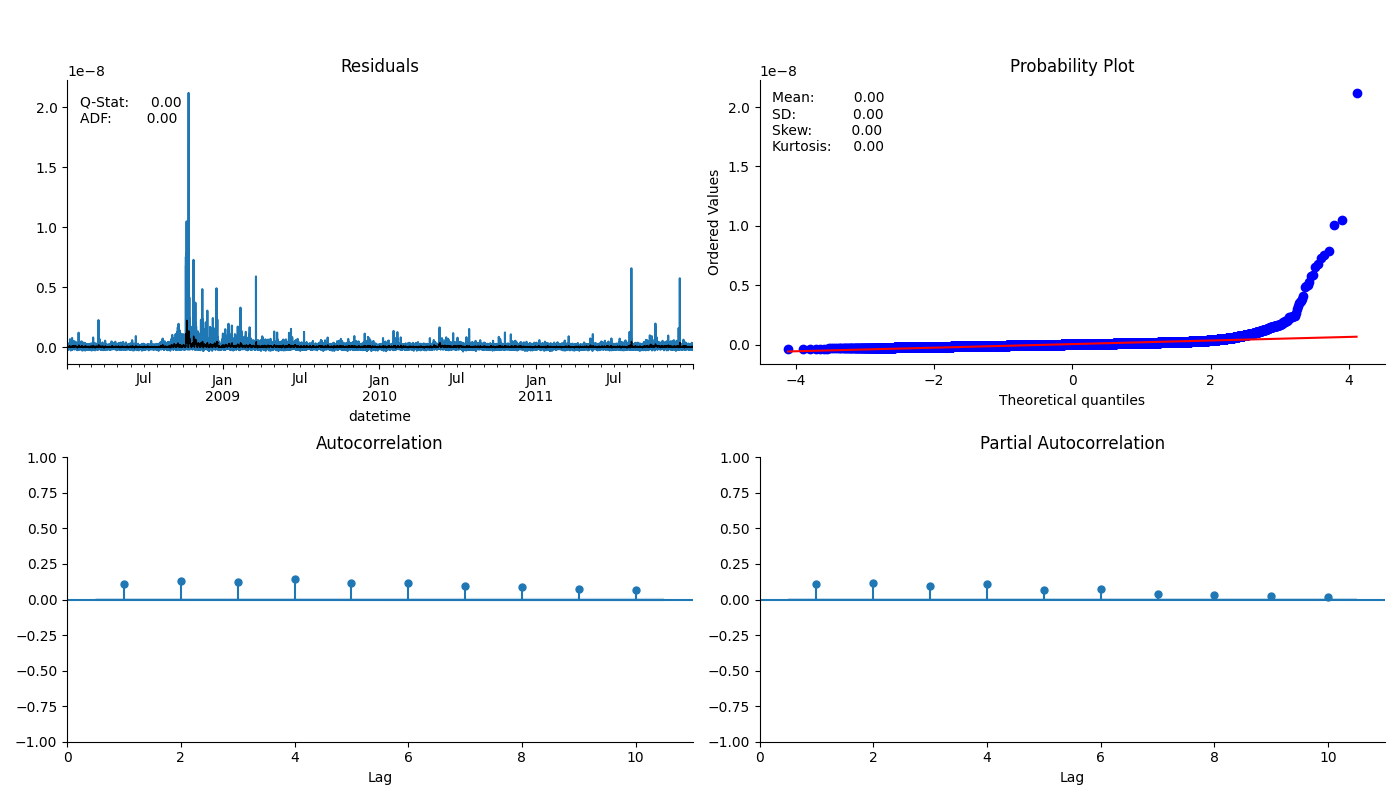 Residuals
1e−8
Q-Stat: 0.00
ADF: 0.00
2.0
1.5
1.0
0.5
0.0
Jul Jan Jul Jan Jul Jan Jul
2009 2010 2011
datetime
Probability Plot
1e−8
Mean: 0.00
SD: 0.00
Skew: 0.00
Kurtosis: 0.00
Ordered Values
2.0
1.5
1.0
0.5
0.0
−4 −2 0 2 4
Theoretical quantiles
Autocorrelation
1.00
0.75
0.50
0.25
0.00
−0.25
−0.50
−0.75
−1.00
0 2 4 6 8 10
Lag
Partial Autocorrelation
1.00
0.75
0.50
0.25
0.00
−0.25
−0.50
−0.75
−1.00
0 2 4 6 8 10
Lag